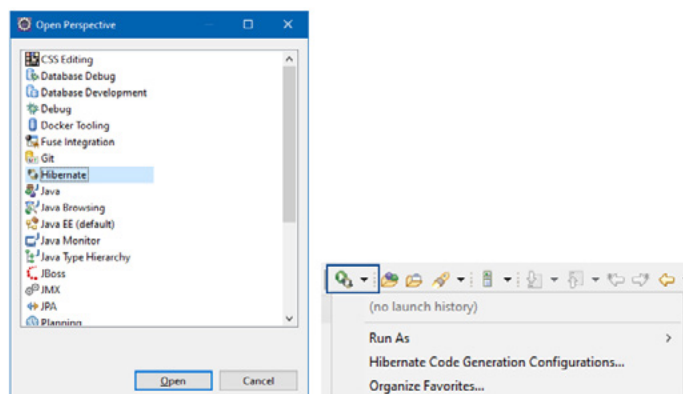 Open Perspective
CSS Editing
Database Debug
Database Development
Debug
Docker Tooling
Fuse Integration
Git
Hibernate
Java
Java Browsing
Java EE (default)
Java Monitor
Java Type Hierarchy
JBoss
JMX
JPA
Planning
Open
Cancel
(no launch history)
Run As
Hibernate Code Generation Configurations...
Organize Favorites...